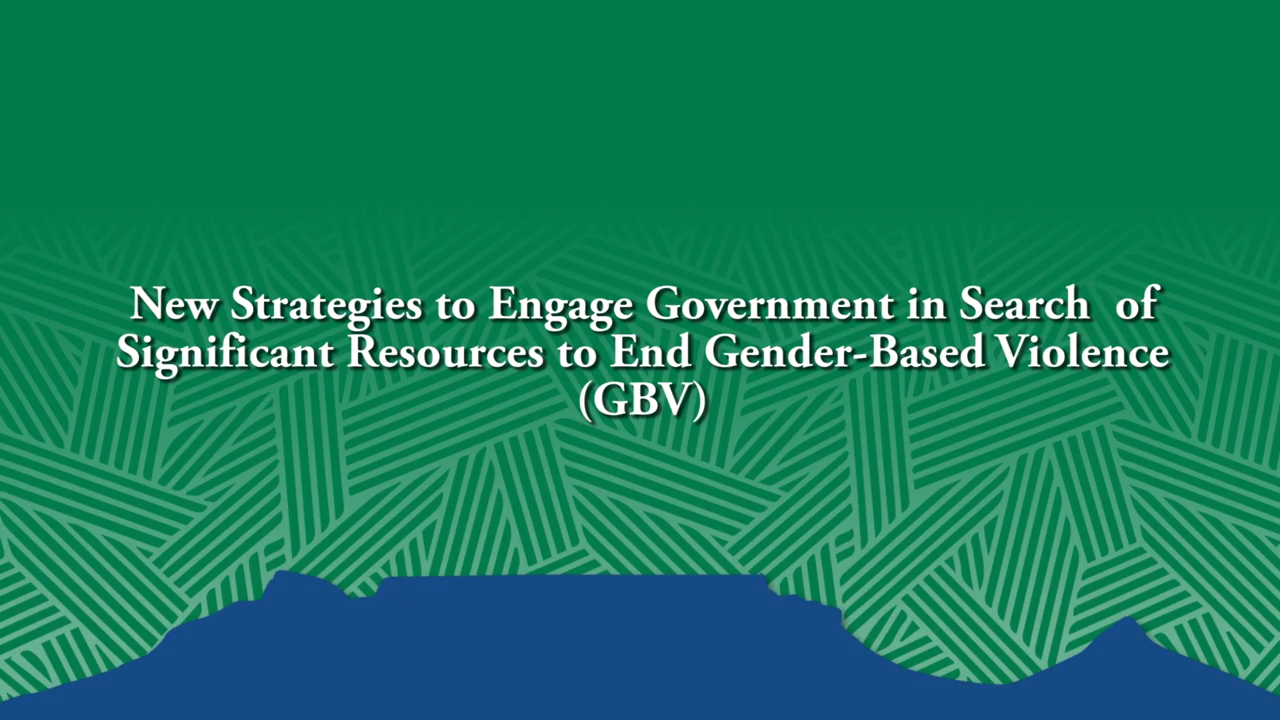 New Strategies to Engage Government in Search  of
Significant Resources to End Gender-Based Violence
(GBV)